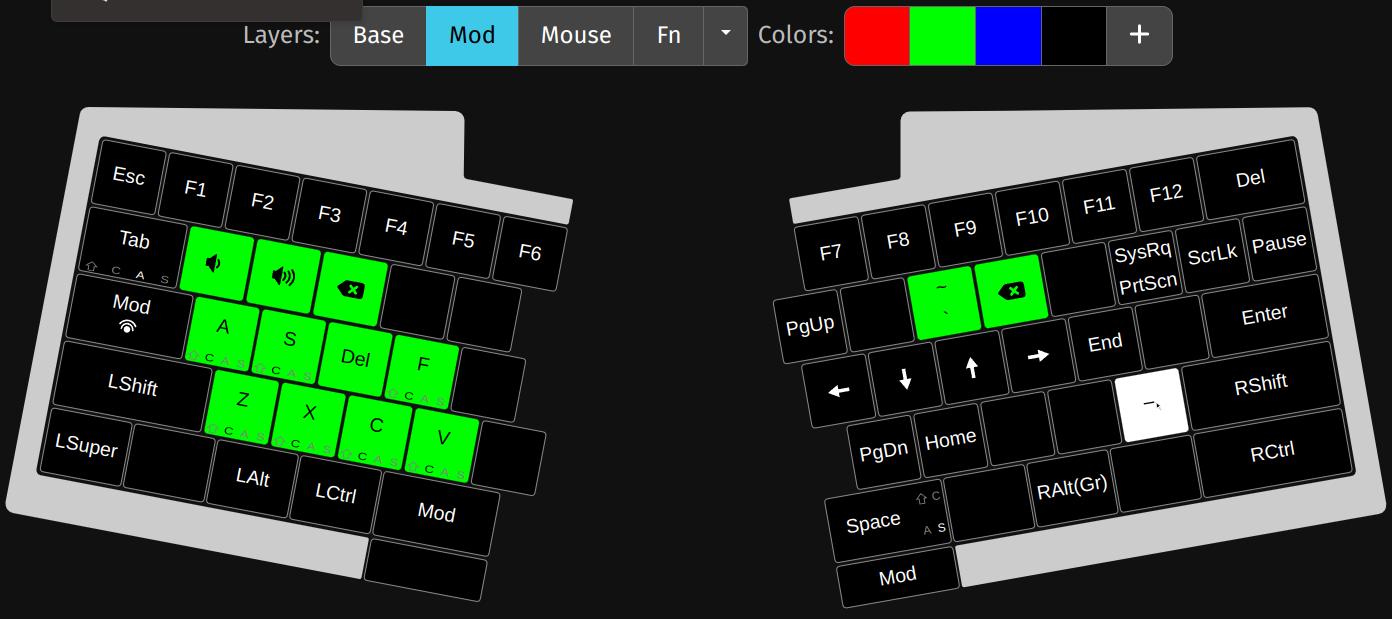 Layers: Base Mod Mouse Fn Colors: +
Esc F1 F2 F3 F4 F5 F6
Tab
C A S
Mod
A S Del F
C A S C A S C A S
LShift Z X C V
C A S C A S C A S C A S
LSuper LAlt LCtrl Mod
F7 F8 F9 F10 F11 F12 Del
PgUp ~ ` SysRq PrtScn ScrLk Pause
← ↓ ↑ → End Enter
PgDn Home RShift
Space C A S RAlt(Gr) RCtrl
Mod